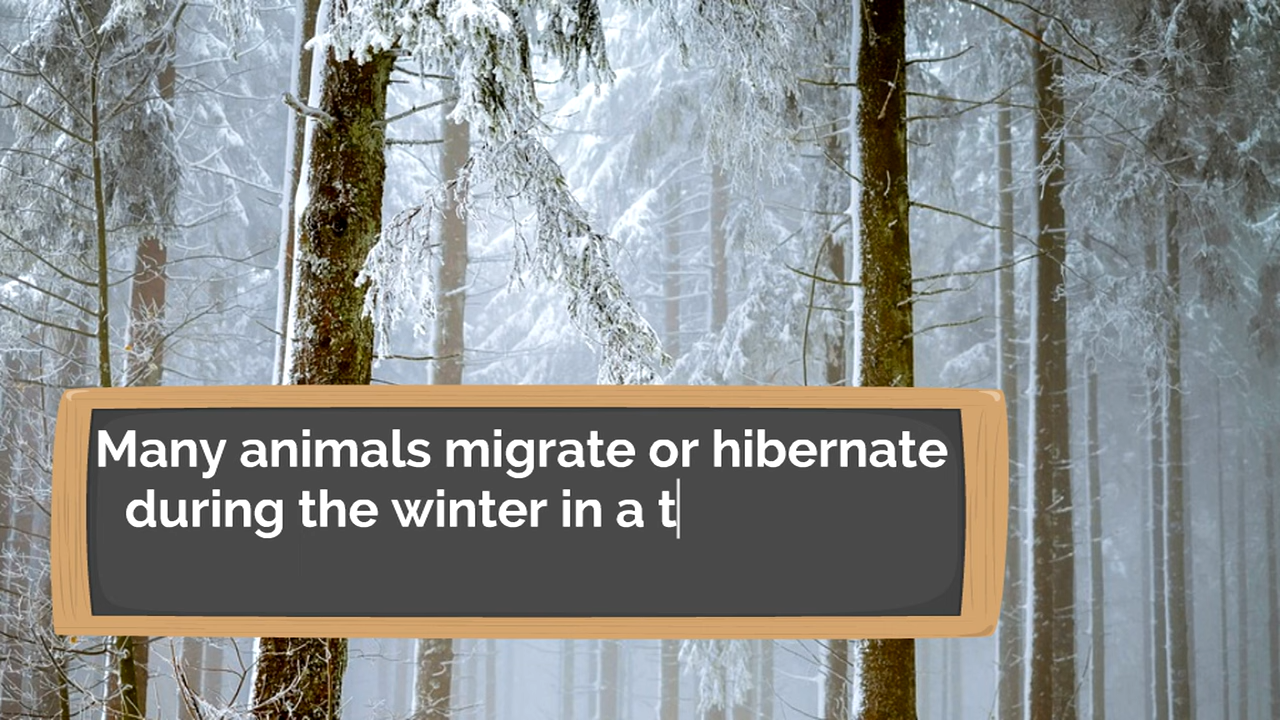 Many animals migrate or hibernate
during the winter in a t